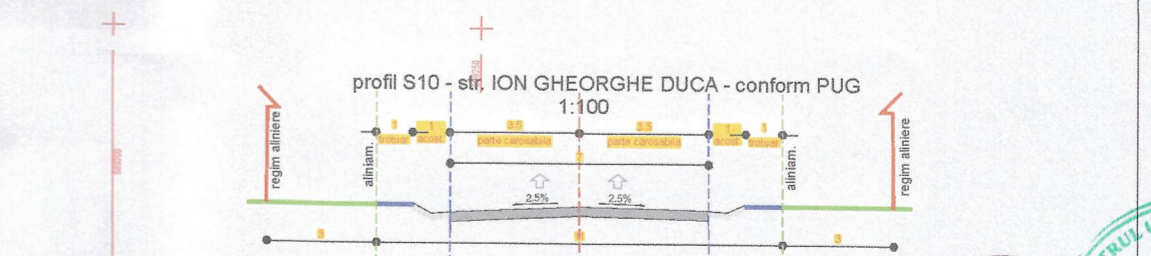 profil S10 - str. ION GHEORGHE DUCA - conform PUG
1:100
1 1 3.5 3.5 1 1
trotuar acost. parte carosabila parte carosabila acost. trotuar
7
regim aliniere
aliniam.
aliniam.
regim aliniere
2.5% 2.5%
3 11 3